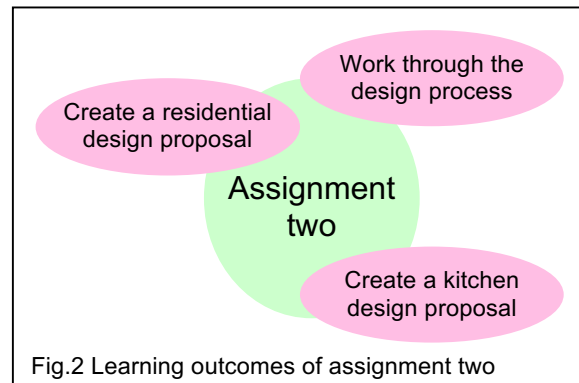 Work through the
design process
Create a residential
design proposal
Assignment
two
Create a kitchen
design proposal
Fig.2 Learning outcomes of assignment two